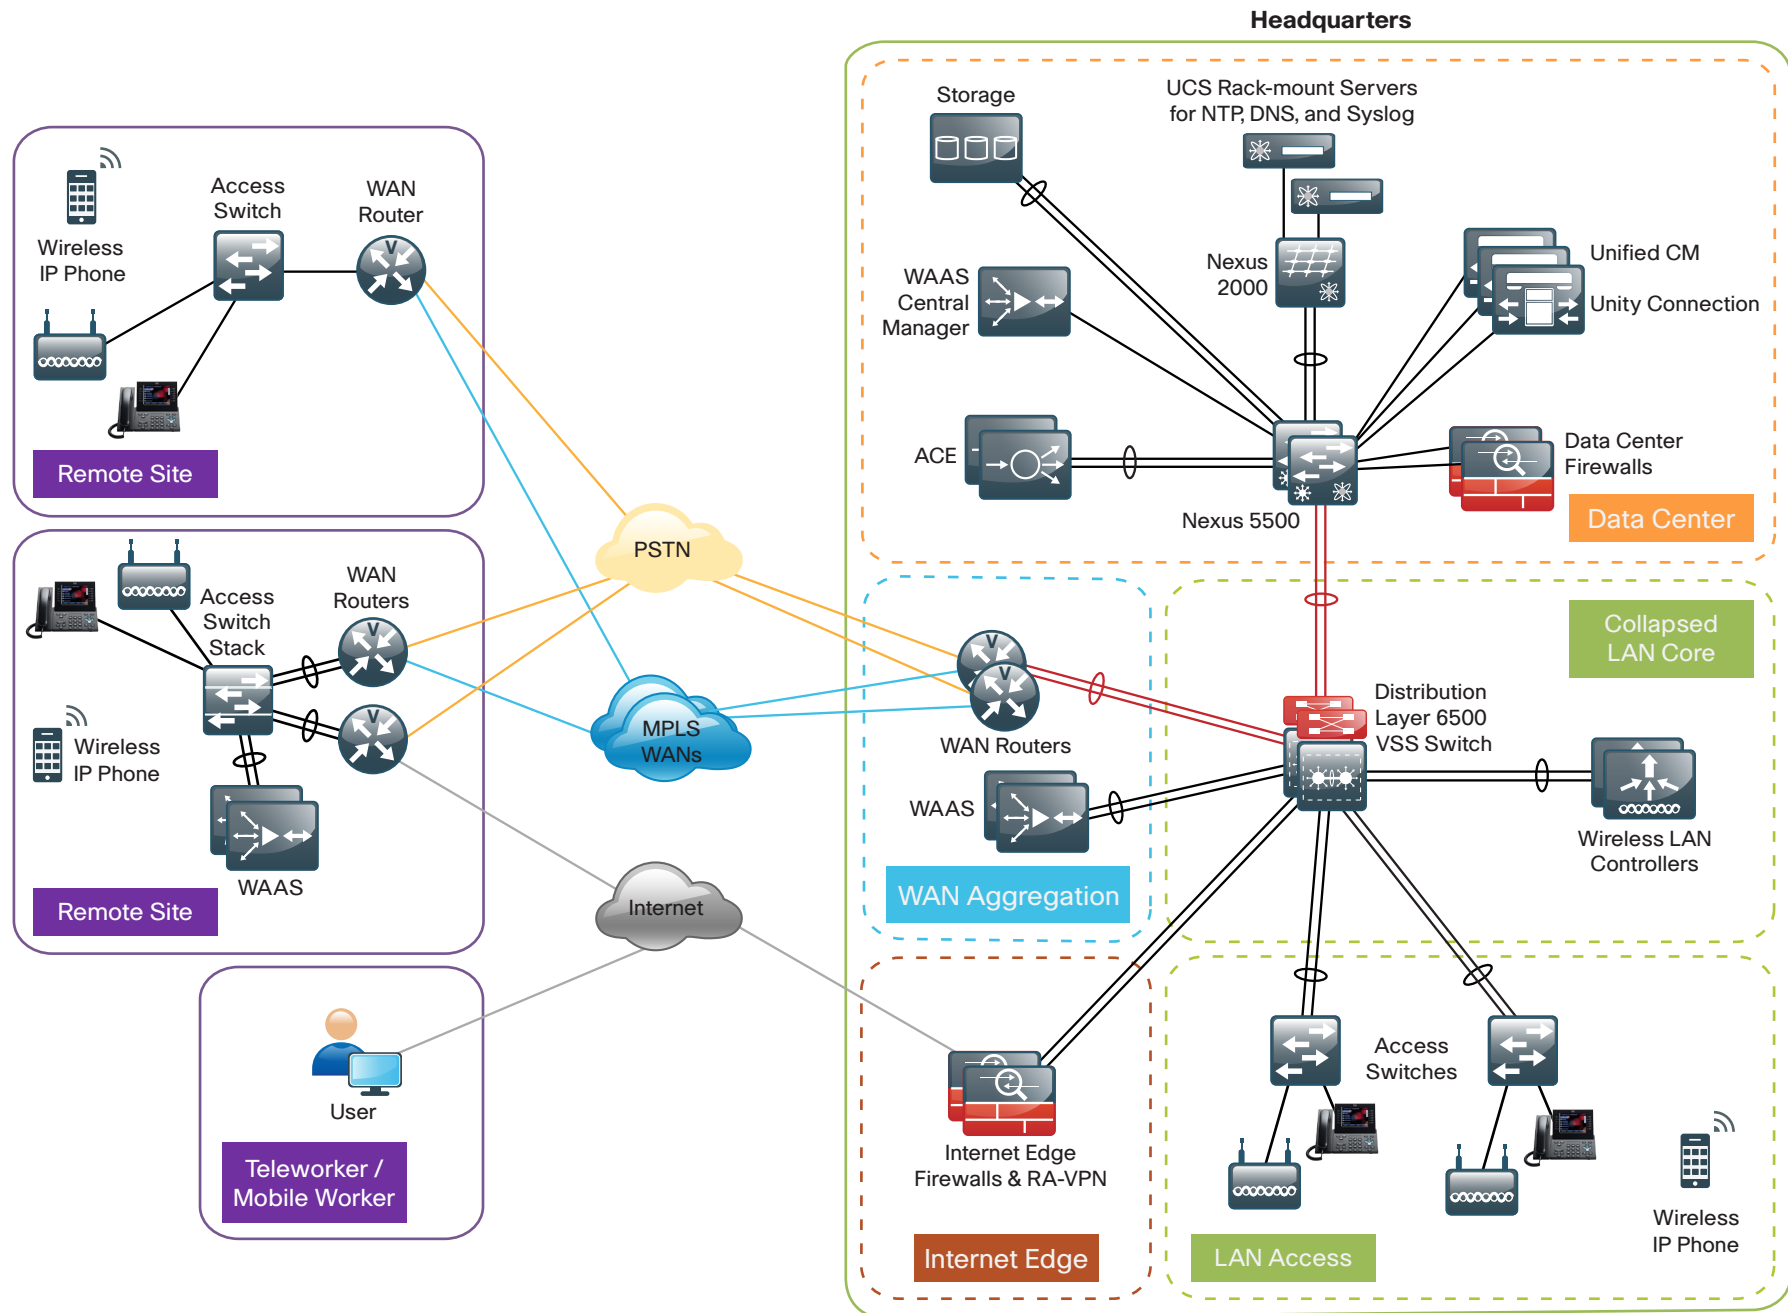 Headquarters
Storage
UCS Rack-mount Servers
for NTP, DNS, and Syslog
Nexus
2000
Unified CM
Unity Connection
WAAS
Central
Manager
ACE
Data Center
Firewalls
Nexus 5500
Data Center
Wireless
IP Phone
Access
Switch
WAN
Router
V
Remote Site
Access
Switch
Stack
WAN
Routers
V
V
Wireless
IP Phone
WAAS
Remote Site
User
Teleworker /
Mobile Worker
PSTN
MPLS
WANs
Internet
V
V
WAN Routers
WAAS
WAN Aggregation
Collapsed
LAN Core
Distribution
Layer 6500
VSS Switch
Wireless LAN
Controllers
Internet Edge
Firewalls & RA-VPN
Internet Edge
Access
Switches
Wireless
IP Phone
LAN Access